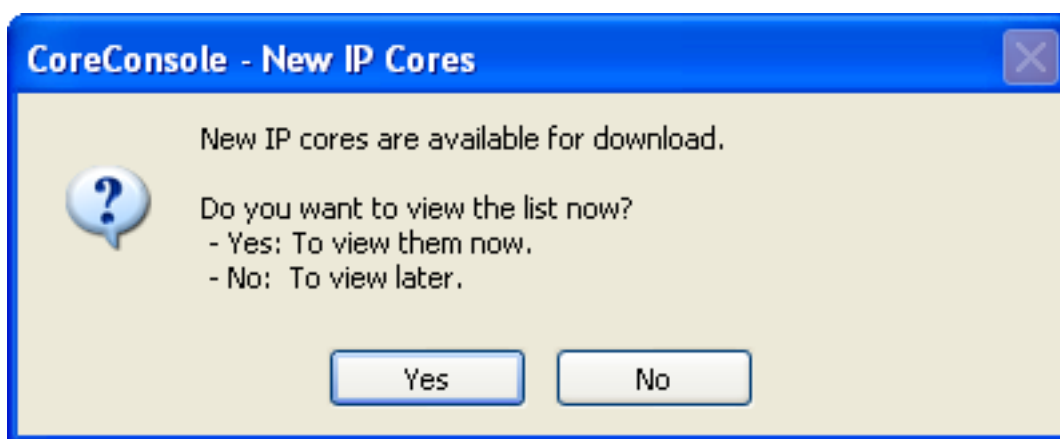 CoreConsole - New IP Cores
New IP cores are available for download.
Do you want to view the list now?
- Yes: To view them now.
- No:  To view later.
Yes
No